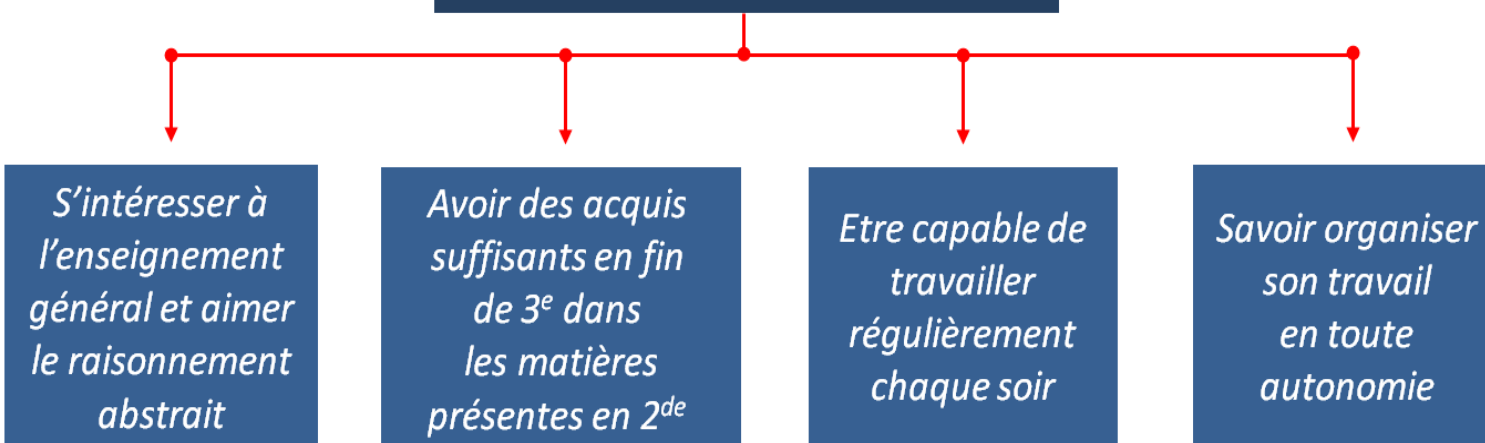 S’intéresser à
l’enseignement
général et aimer
le raisonnement
abstrait
Avoir des acquis
suffisants en fin
de 3e dans
les matières
présentes en 2de
Etre capable de
travailler
régulièrement
chaque soir
Savoir organiser
son travail
en toute
autonomie